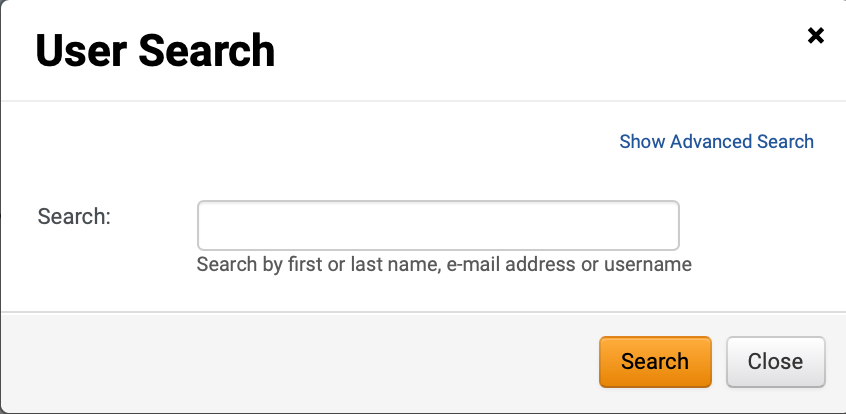 User Search
Show Advanced Search
Search:
Search by first or last name, e-mail address or username
Search
Close